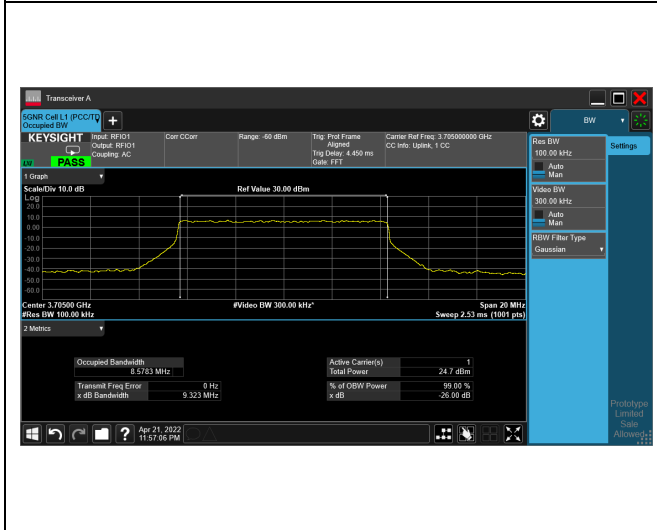 Transceiver A
5GNR Cell L1 (PCC/TD
Occupied BW
+
BW
KEYSIGHT
LV
PASS
Input: RFIO1
Output: RFIO1
Coupling: AC
Corr CCorr
Range: -60 dBm
Trig: Prot Frame
Aligned
Trig Delay: 4.450 ms
Gate: FFT
Carrier Ref Freq: 3.705000000 GHz
CC Info: Uplink, 1 CC
Res BW
100.00 kHz
Auto
Man
Settings
Video BW
300.00 kHz
Auto
Man
RBW Filter Type
Gaussian
1 Graph
Scale/Div 10.0 dB
Ref Value 30.00 dBm
Log
20.0
10.0
0.00
-10.0
-20.0
-30.0
-40.0
-50.0
-60.0
Center 3.70500 GHz
#Video BW 300.00 kHz*
Span 20 MHz
#Res BW 100.00 kHz
Sweep 2.53 ms (1001 pts)
2 Metrics
Occupied Bandwidth
8.5783 MHz
Transmit Freq Error 0 Hz
x dB Bandwidth 9.323 MHz
Active Carrier(s) 1
Total Power 24.7 dBm
% of OBW Power 99.00 %
x dB -26.00 dB
Prototype
Limited
Sale
Allowed
?
Apr 21, 2022
11:57:06 PM